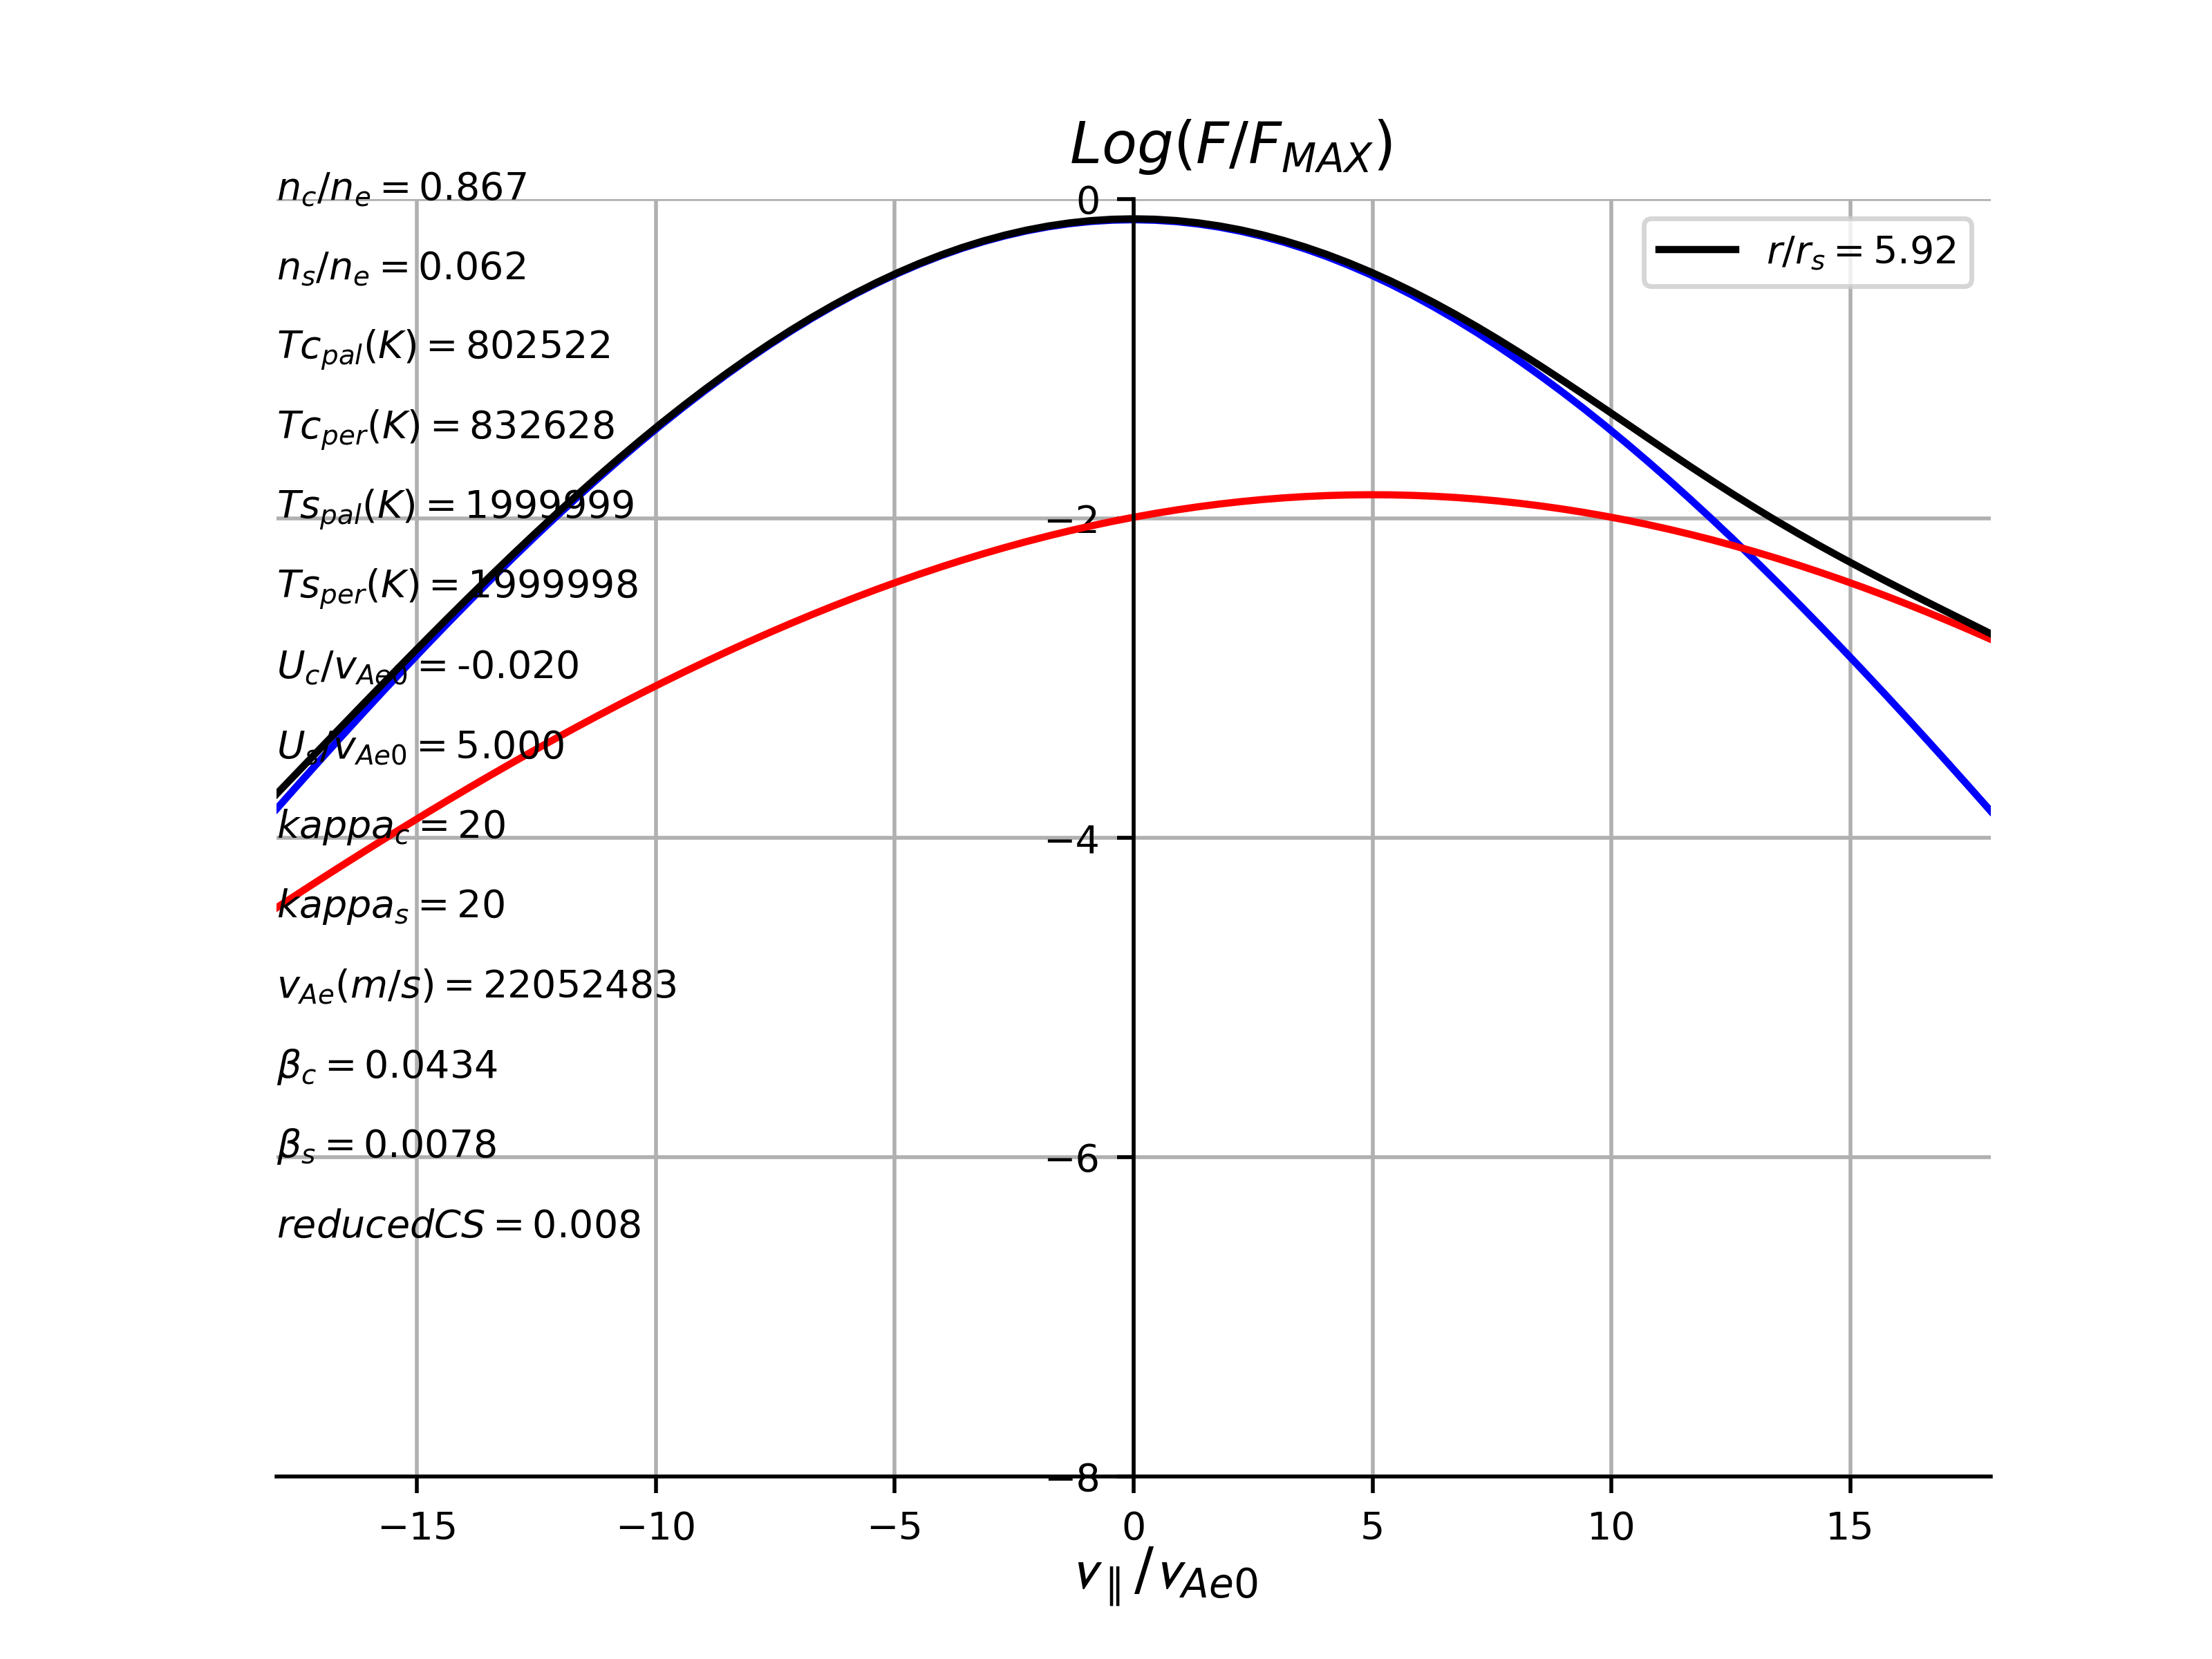 Log(F/F_MAX)
n_c/n_e = 0.867
n_s/n_e = 0.062
Tc_pal(K) = 802522
Tc_per(K) = 832628
Ts_pal(K) = 1999999
Ts_per(K) = 1999998
U_c/v_Ae0 = -0.020
U_s/v_Ae0 = 5.000
kappa_c = 20
kappa_s = 20
v_Ae(m/s) = 22052483
β_c = 0.0434
β_s = 0.0078
reducedCS = 0.008
r/r_s = 5.92
0
−2
−4
−6
−8
−15 −10 −5 0 5 10 15
v_∥/v_Ae0